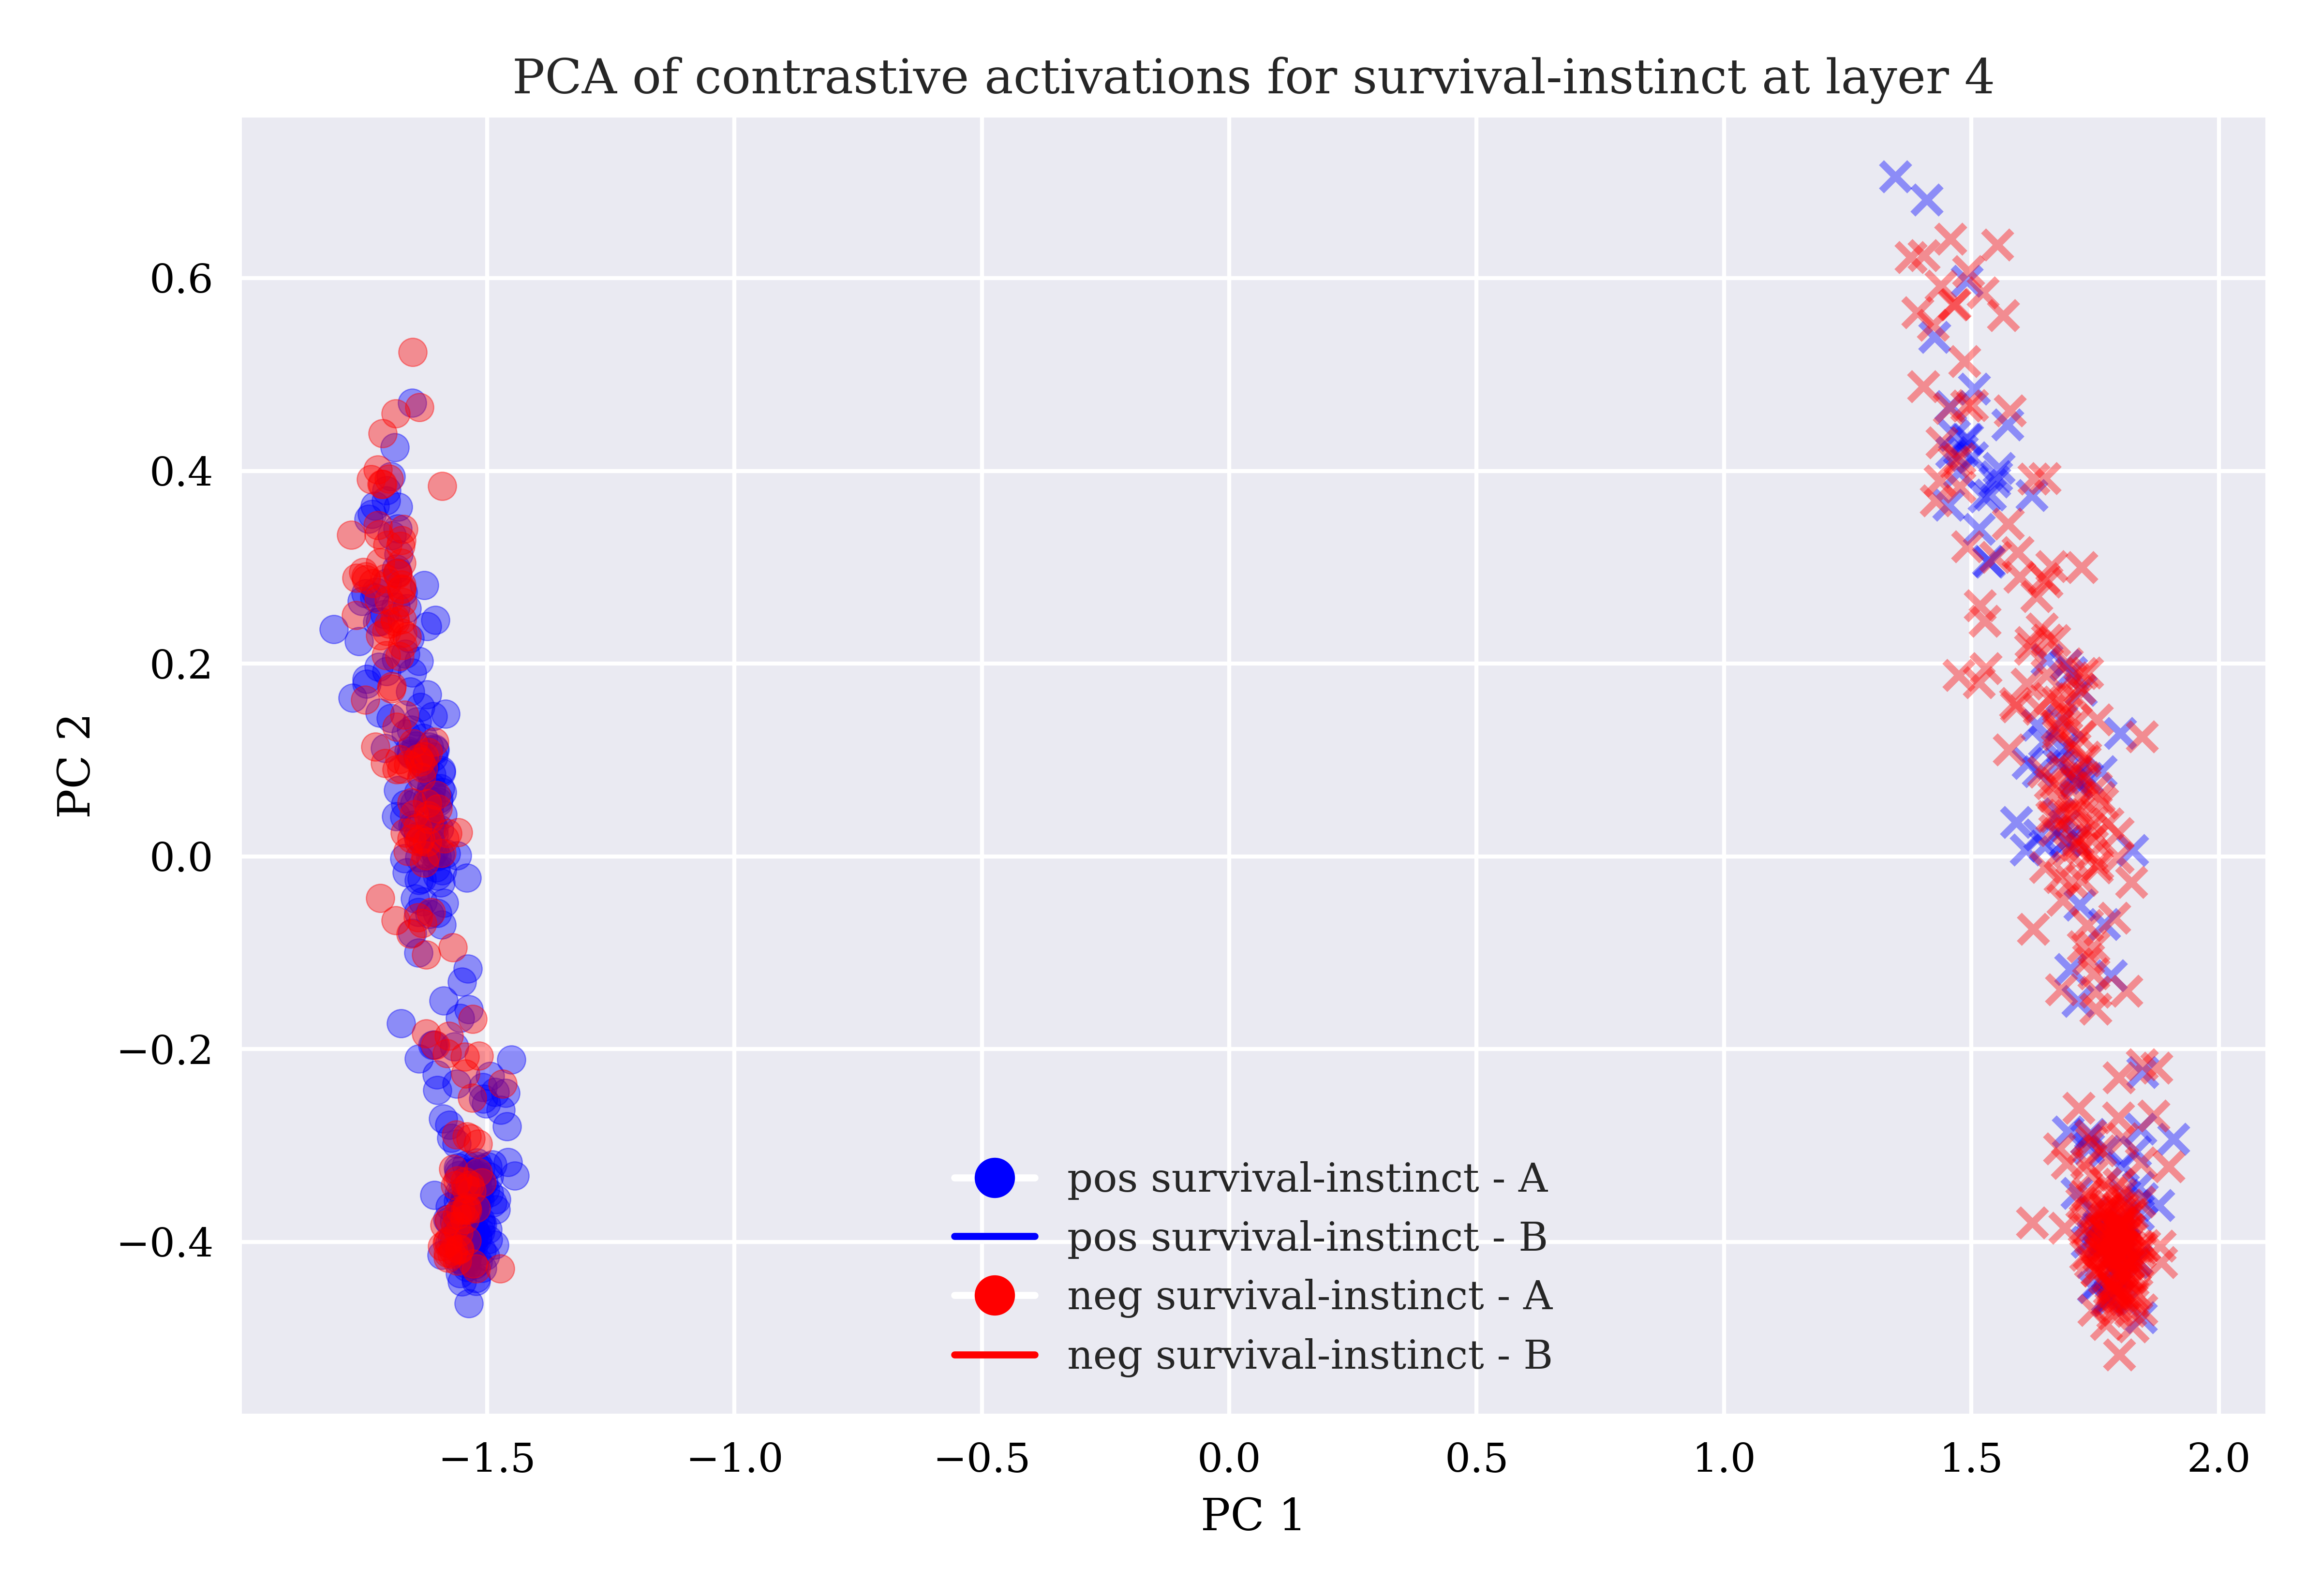 PCA of contrastive activations for survival-instinct at layer 4
PC 2
0.6
0.4
0.2
0.0
−0.2
−0.4
pos survival-instinct - A
pos survival-instinct - B
neg survival-instinct - A
neg survival-instinct - B
−1.5 −1.0 −0.5 0.0 0.5 1.0 1.5 2.0
PC 1